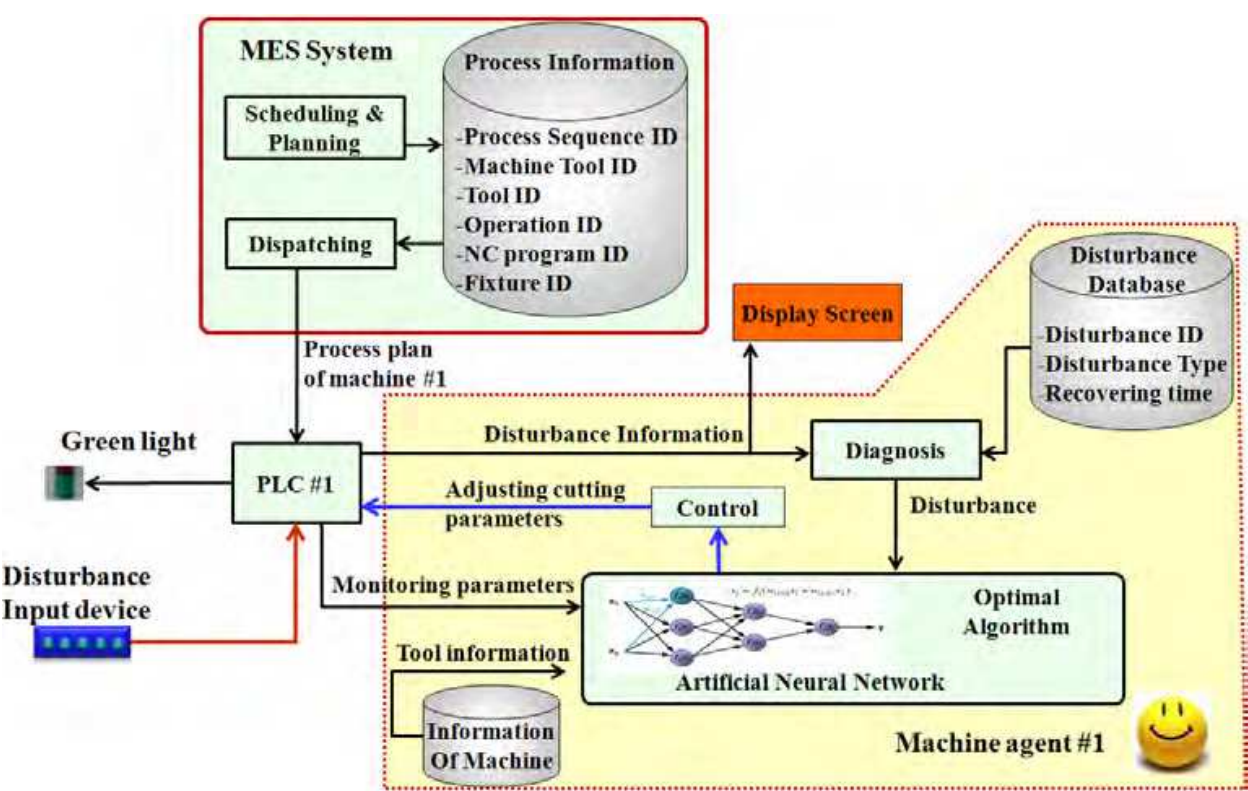 MES System
Process Information
Scheduling &
Planning
-Process Sequence ID
-Machine Tool ID
-Tool ID
-Operation ID
-NC program ID
-Fixture ID
Dispatching
Disturbance
Database
-Disturbance ID
-Disturbance Type
-Recovering time
Display Screen
Process plan
of machine #1
Green light
Disturbance Information
Diagnosis
PLC #1
Adjusting cutting
parameters
Control
Disturbance
Disturbance
Input device
Monitoring parameters
Optimal
Algorithm
Tool information
Artificial Neural Network
Information
Of Machine
Machine agent #1